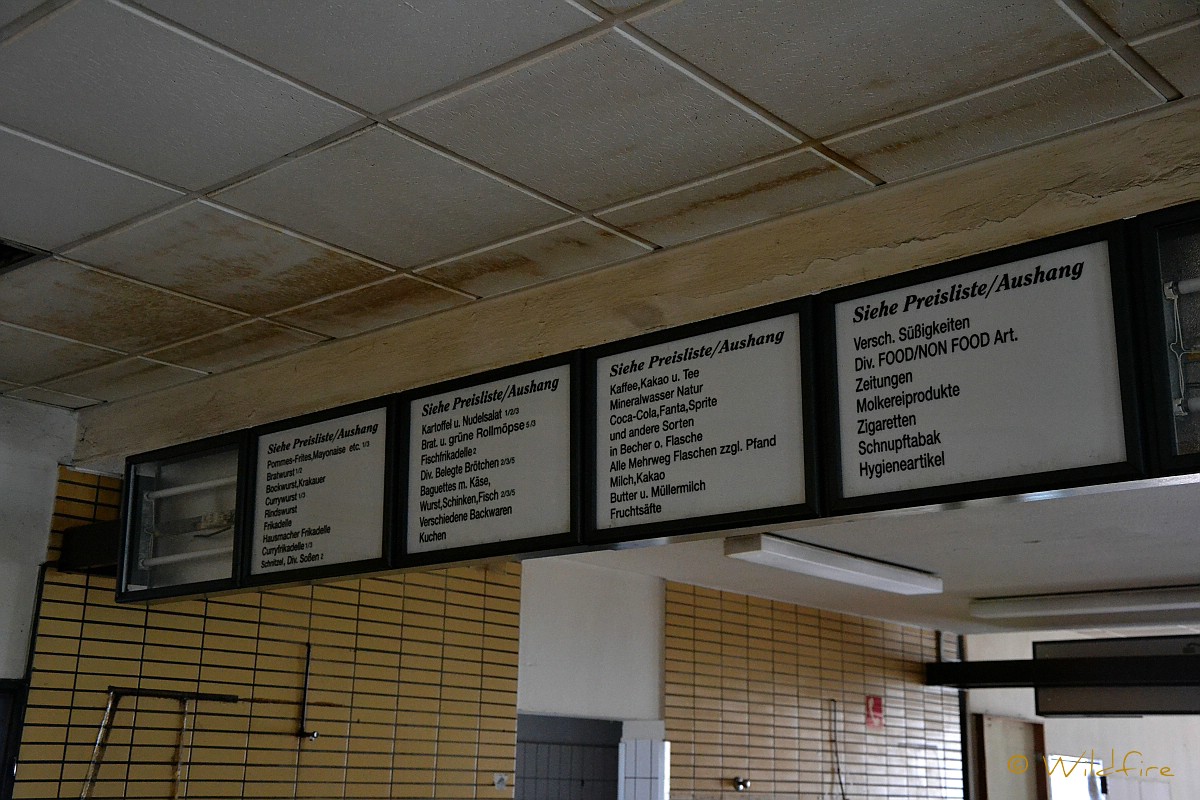 Siehe Preisliste/Aushang
Pommes-Frites,Mayonaise etc. 1/3
Bratwurst 1/2
Bockwurst,Krakauer
Currywurst 1/3
Rindswurst
Frikadelle
Hausmacher Frikadelle
Curryfrikadelle 1/3
Schnitzel, Div. Soßen 2
Siehe Preisliste/Aushang
Kartoffel u. Nudelsalat 1/2/3
Brat. u. grüne Rollmöpse 5/3
Fischfrikadelle 2
Div. Belegte Brötchen 2/3/5
Baguettes m. Käse,
Wurst,Schinken,Fisch 2/3/5
Verschiedene Backwaren
Kuchen
Siehe Preisliste/Aushang
Kaffee,Kakao u. Tee
Mineralwasser Natur
Coca-Cola,Fanta,Sprite
und andere Sorten
in Becher o. Flasche
Alle Mehrweg Flaschen zzgl. Pfand
Milch,Kakao
Butter u. Müllermilch
Fruchtsäfte
Siehe Preisliste/Aushang
Versch. Süßigkeiten
Div. FOOD/NON FOOD Art.
Zeitungen
Molkereiprodukte
Zigaretten
Schnupftabak
Hygieneartikel
© Wildfire